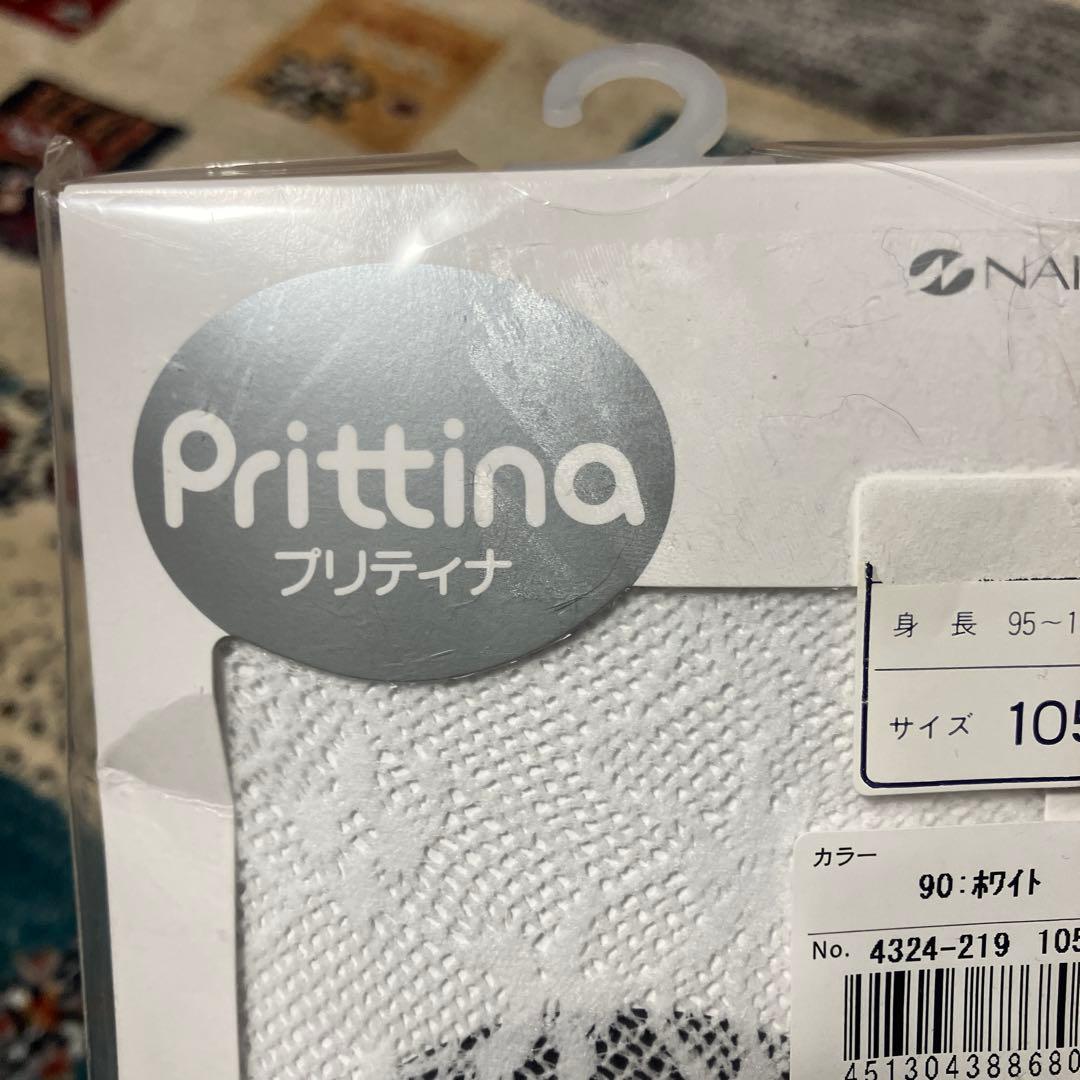 NAI
Prittina
プリティナ
身長 95～1
サイズ 105
カラー
90:ホワイト
No. 4324-219 105
451304388680